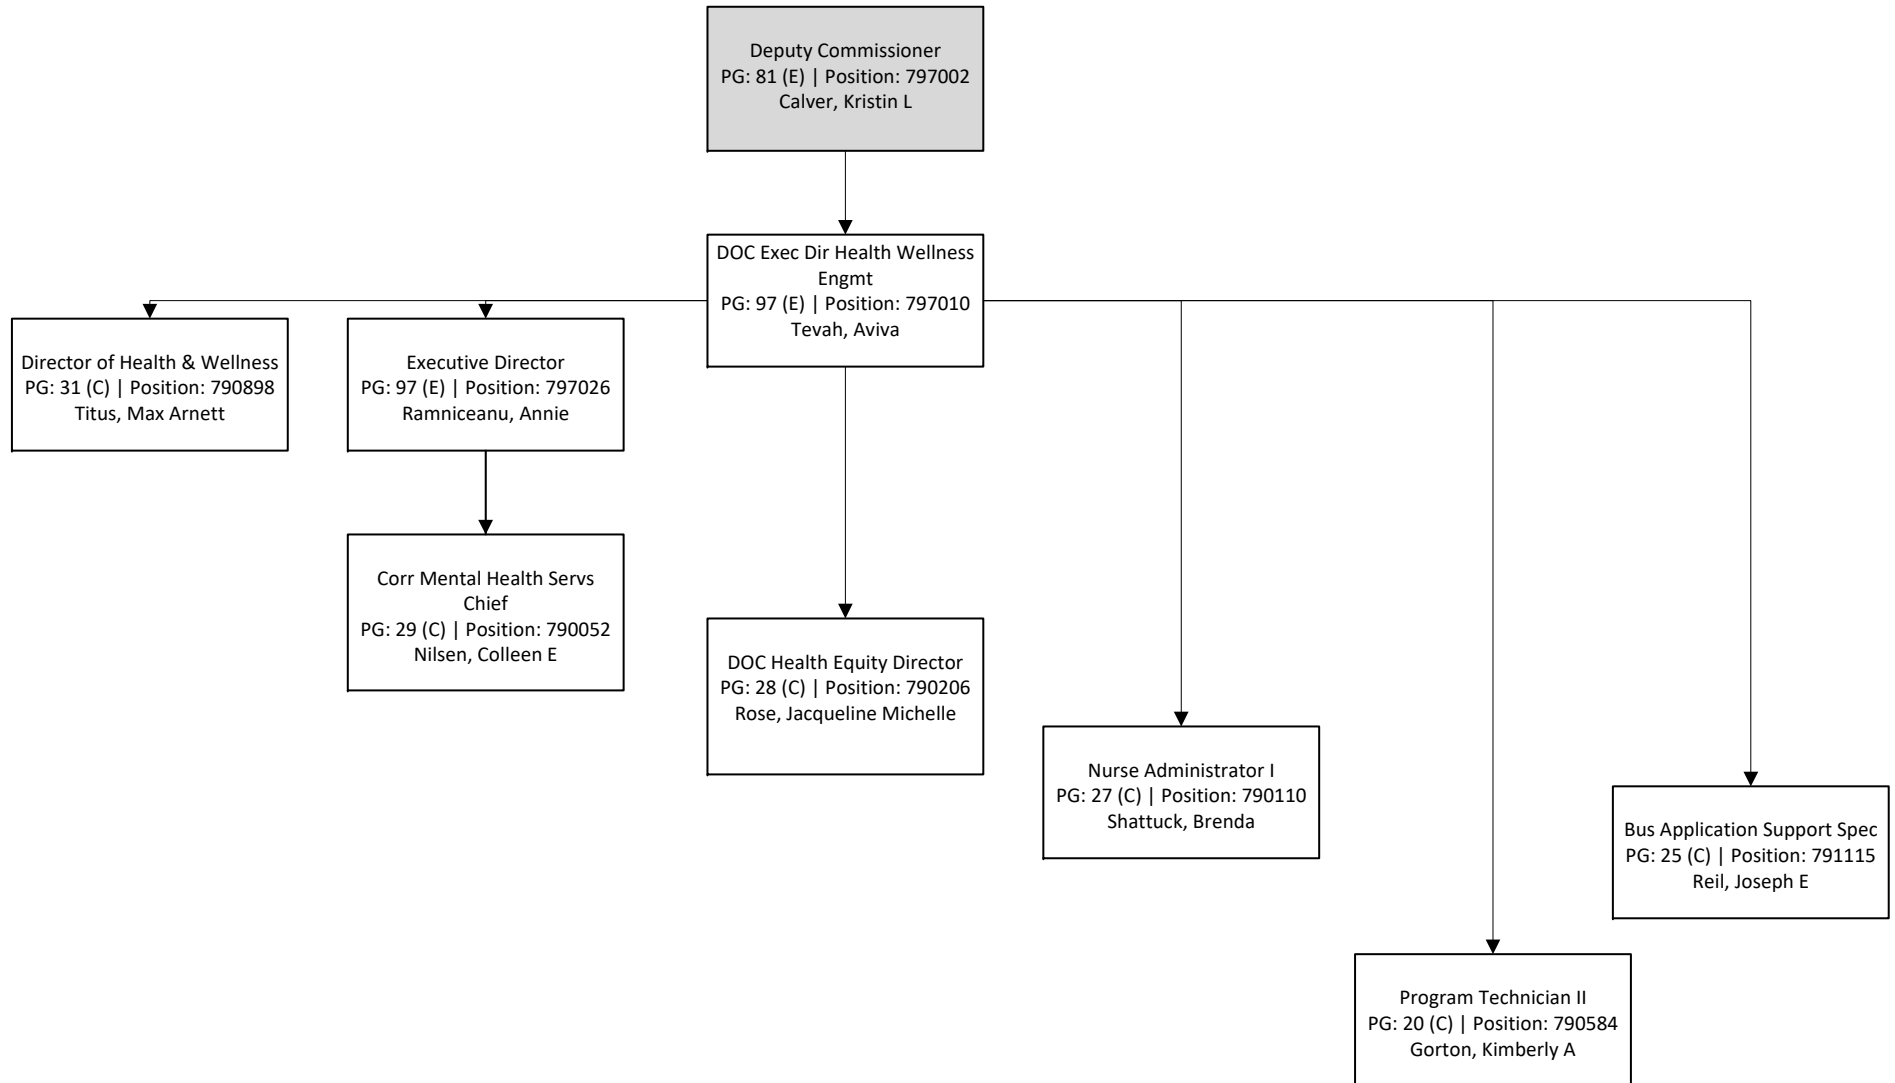 Deputy Commissioner
PG: 81 (E) | Position: 797002
Calver, Kristin L
DOC Exec Dir Health Wellness
Engmt
PG: 97 (E) | Position: 797010
Tevah, Aviva
Director of Health & Wellness
PG: 31 (C) | Position: 790898
Titus, Max Arnett
Executive Director
PG: 97 (E) | Position: 797026
Ramniceanu, Annie
Corr Mental Health Servs
Chief
PG: 29 (C) | Position: 790052
Nilsen, Colleen E
DOC Health Equity Director
PG: 28 (C) | Position: 790206
Rose, Jacqueline Michelle
Nurse Administrator I
PG: 27 (C) | Position: 790110
Shattuck, Brenda
Bus Application Support Spec
PG: 25 (C) | Position: 791115
Reil, Joseph E
Program Technician II
PG: 20 (C) | Position: 790584
Gorton, Kimberly A